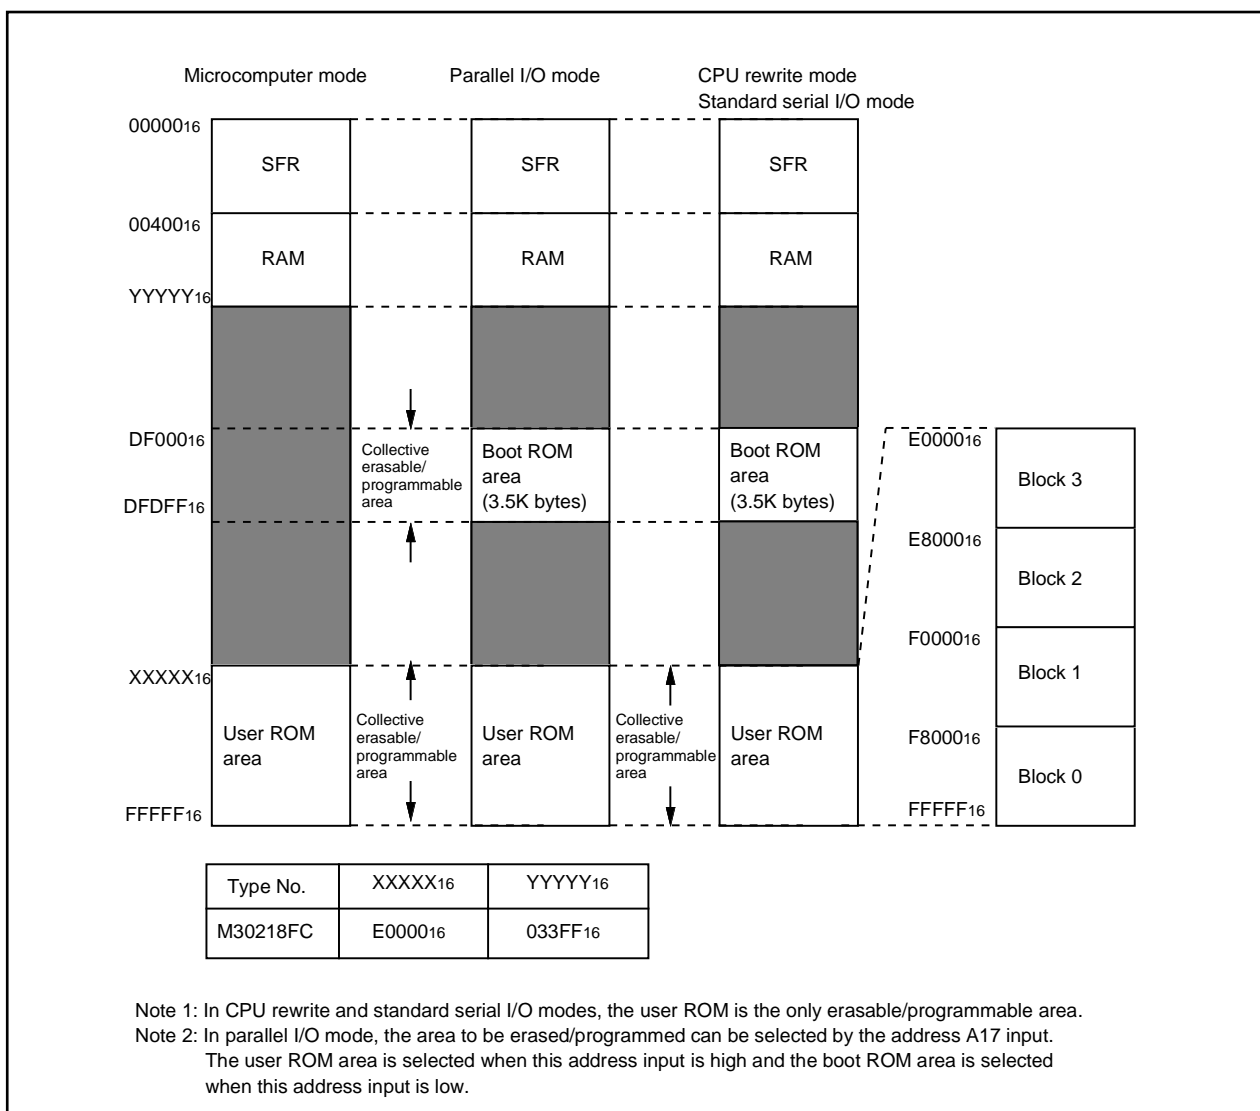 Microcomputer mode
Parallel I/O mode
CPU rewrite mode
Standard serial I/O mode
0000016
SFR
SFR
SFR
0040016
RAM
RAM
RAM
YYYYY16
DF00016
Collective
erasable/
programmable
area
Boot ROM
area
(3.5K bytes)
Boot ROM
area
(3.5K bytes)
DFDFF16
E000016
Block 3
E800016
Block 2
F000016
Block 1
F800016
Block 0
FFFFF16
XXXXX16
User ROM
area
Collective
erasable/
programmable
area
User ROM
area
Collective
erasable/
programmable
area
User ROM
area
FFFFF16
Type No.
XXXXX16
YYYYY16
M30218FC
E000016
033FF16
Note 1: In CPU rewrite and standard serial I/O modes, the user ROM is the only erasable/programmable area.
Note 2: In parallel I/O mode, the area to be erased/programmed can be selected by the address A17 input.
The user ROM area is selected when this address input is high and the boot ROM area is selected
when this address input is low.